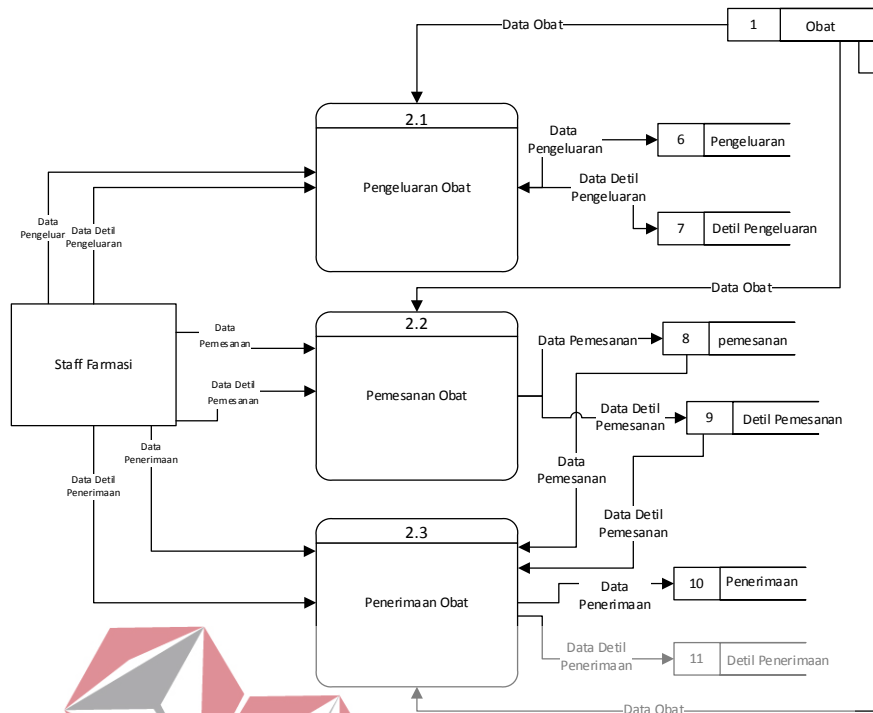 Data Obat
1
Obat
2.1
Pengeluaran Obat
Data
Pengeluaran
6
Pengeluaran
Data Detil
Pengeluaran
7
Detil Pengeluaran
Data
Pengeluar
Data Detil
Pengeluaran
Data Obat
Staff Farmasi
2.2
Pemesanan Obat
Data
Pemesanan
Data Detil
Pemesanan
Data Pemesanan
8
pemesanan
Data Detil
Pemesanan
9
Detil Pemesanan
Data
Penerimaan
Data Detil
Penerimaan
Data
Pemesanan
Data Detil
Pemesanan
2.3
Penerimaan Obat
Data
Penerimaan
10
Penerimaan
Data Detil
Penerimaan
11
Detil Penerimaan
Data Obat